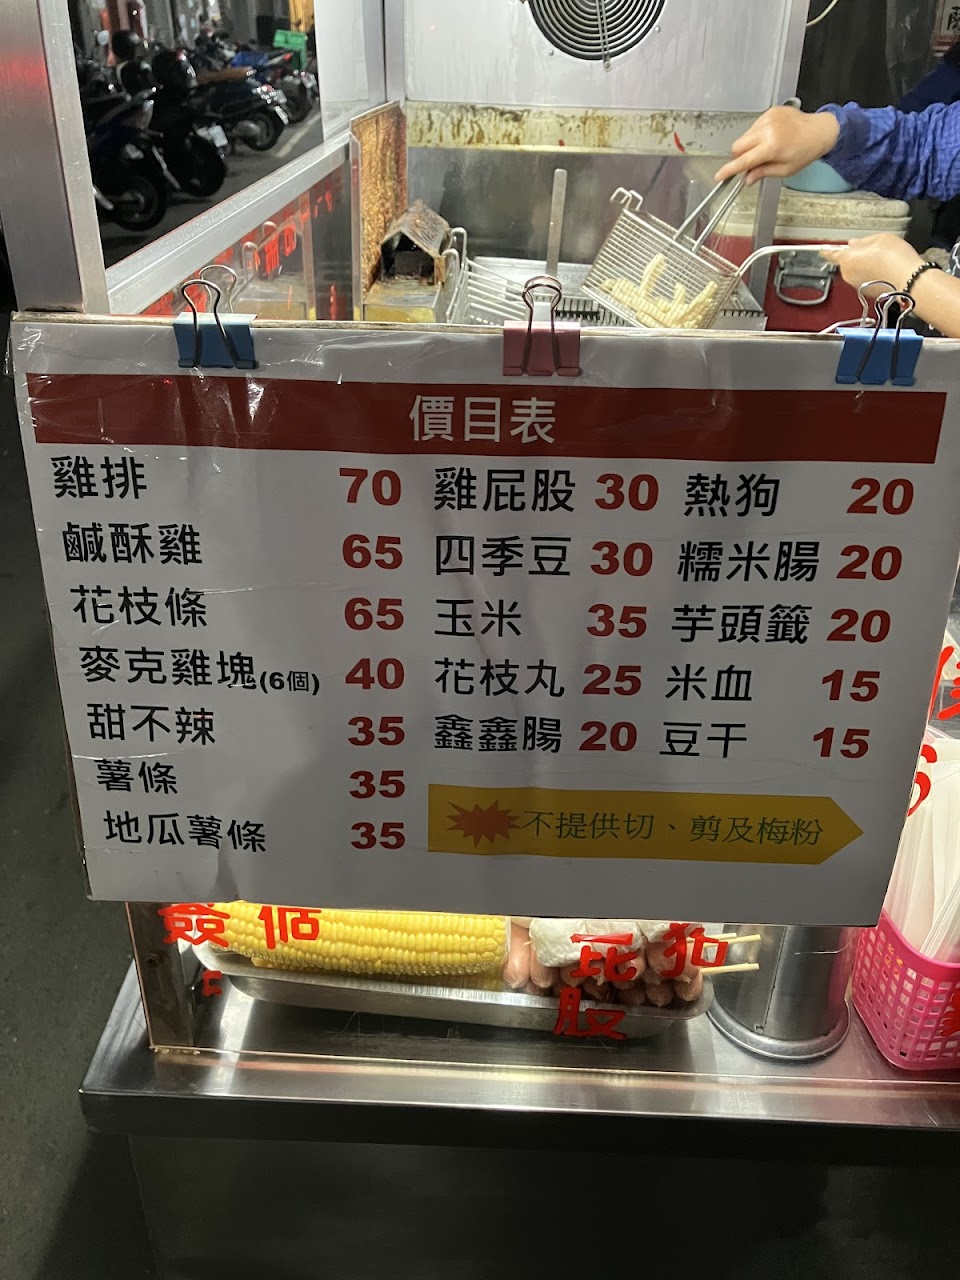 價目表
雞排 70
鹹酥雞 65
花枝條 65
麥克雞塊(6個) 40
甜不辣 35
薯條 35
地瓜薯條 35
雞屁股 30
四季豆 30
玉米 35
花枝丸 25
鑫鑫腸 20
熱狗 20
糯米腸 20
芋頭籤 20
米血 15
豆干 15
不提供切、剪及梅粉
屁
股